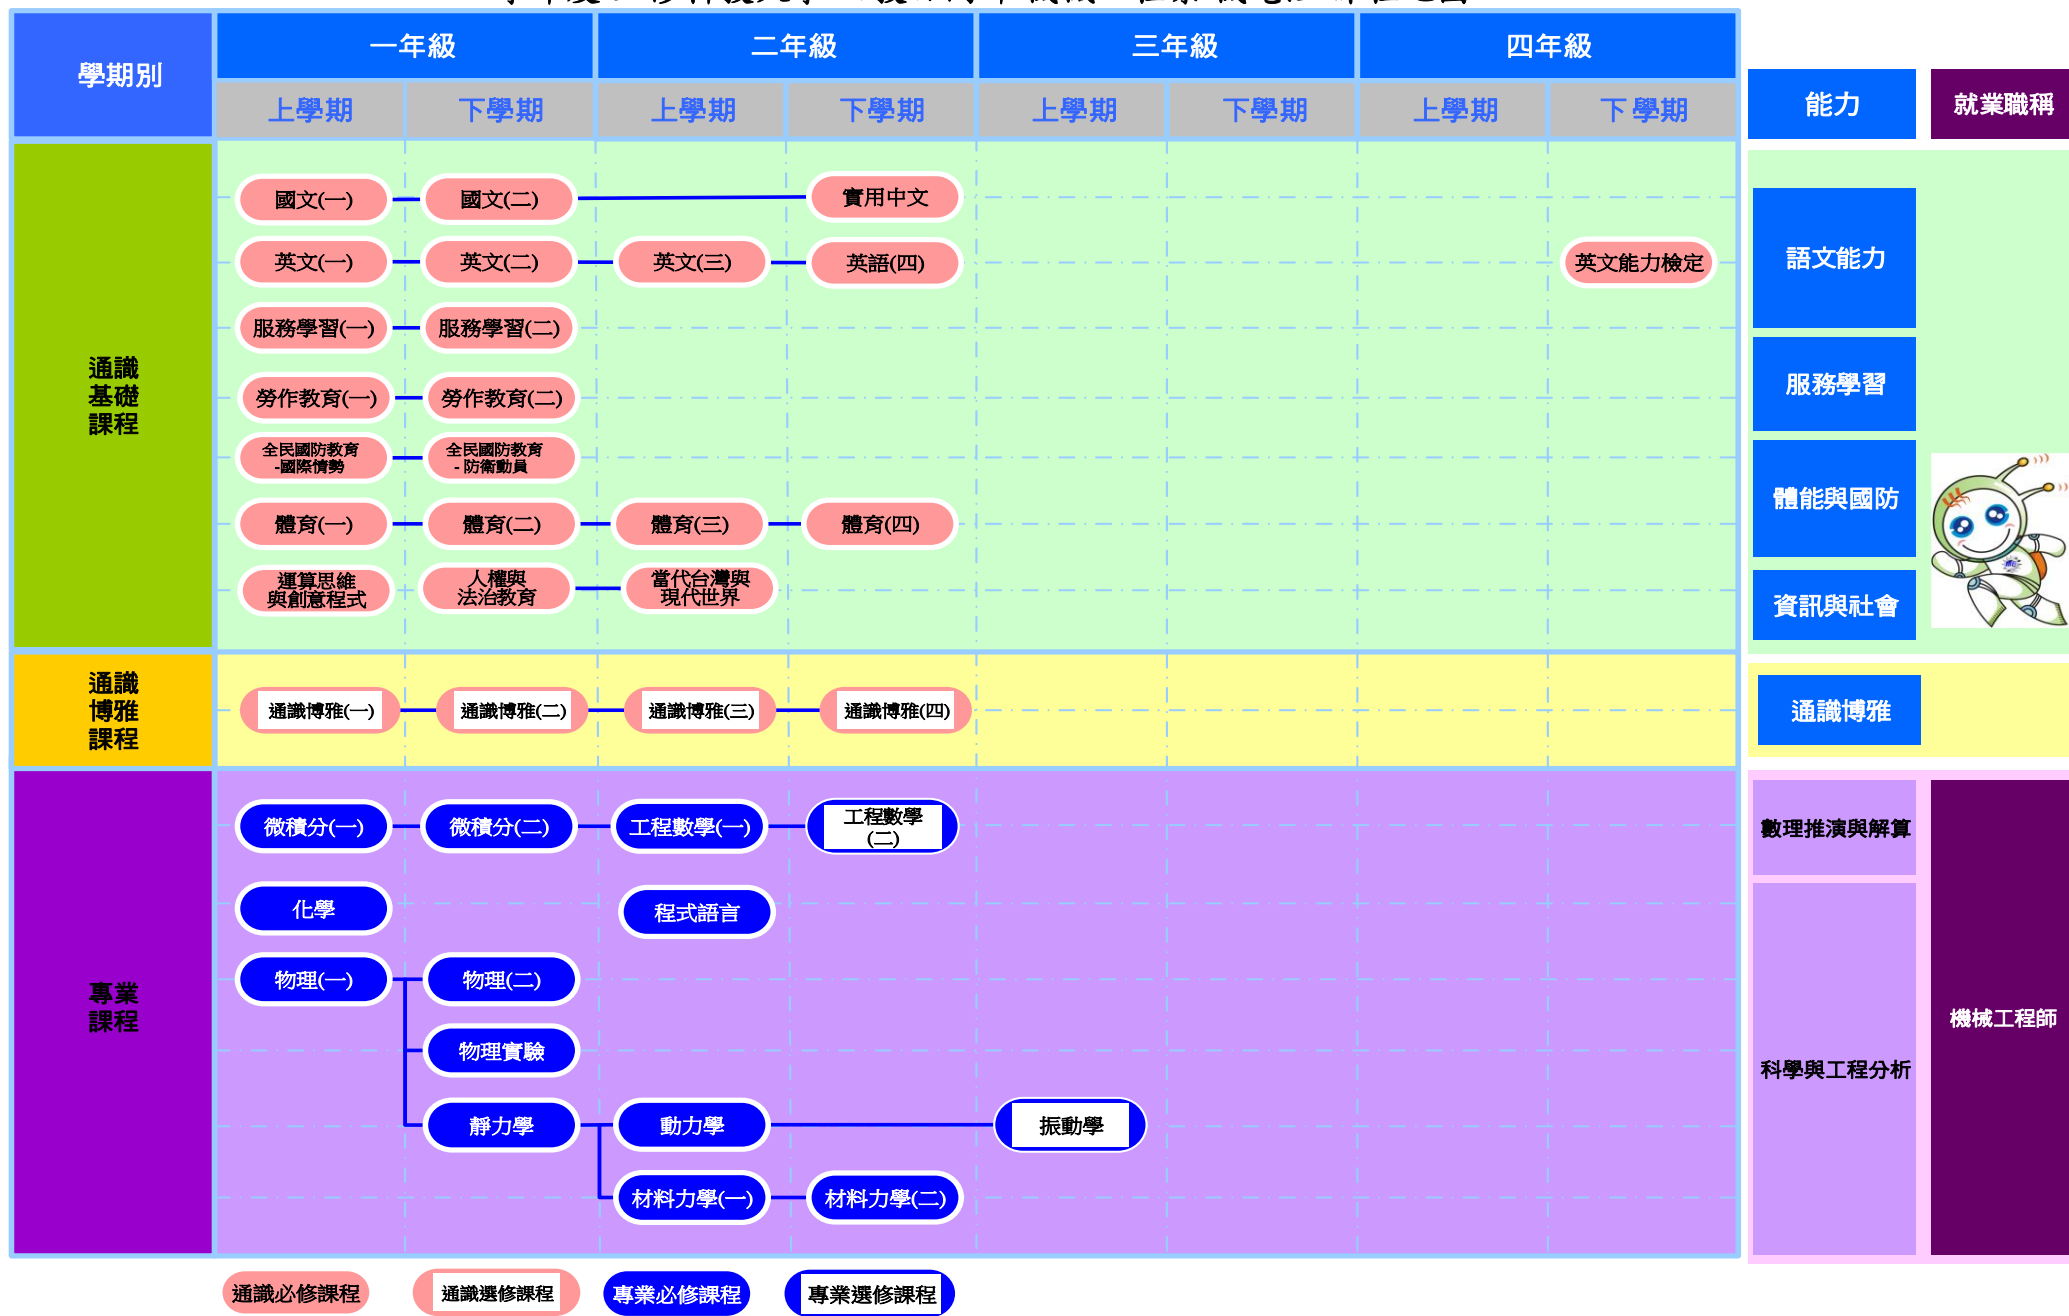 學期別
一年級
二年級
三年級
四年級
上學期
下學期
上學期
下學期
上學期
下學期
上學期
下學期
能力
就業職稱
通識
基礎
課程
國文(一)
國文(二)
實用中文
英文(一)
英文(二)
英文(三)
英語(四)
英文能力檢定
語文能力
服務學習(一)
服務學習(二)
服務學習
勞作教育(一)
勞作教育(二)
全民國防教育
-國際情勢
全民國防教育
- 防衛動員
體能與國防
體育(一)
體育(二)
體育(三)
體育(四)
運算思維
與創意程式
人權與
法治教育
當代台灣與
現代世界
資訊與社會
通識
博雅
課程
通識博雅(一)
通識博雅(二)
通識博雅(三)
通識博雅(四)
通識博雅
專業
課程
微積分(一)
微積分(二)
工程數學(一)
工程數學
(二)
數理推演與解算
化學
程式語言
物理(一)
物理(二)
物理實驗
靜力學
動力學
振動學
材料力學(一)
材料力學(二)
科學與工程分析
機械工程師
通識必修課程
通識選修課程
專業必修課程
專業選修課程